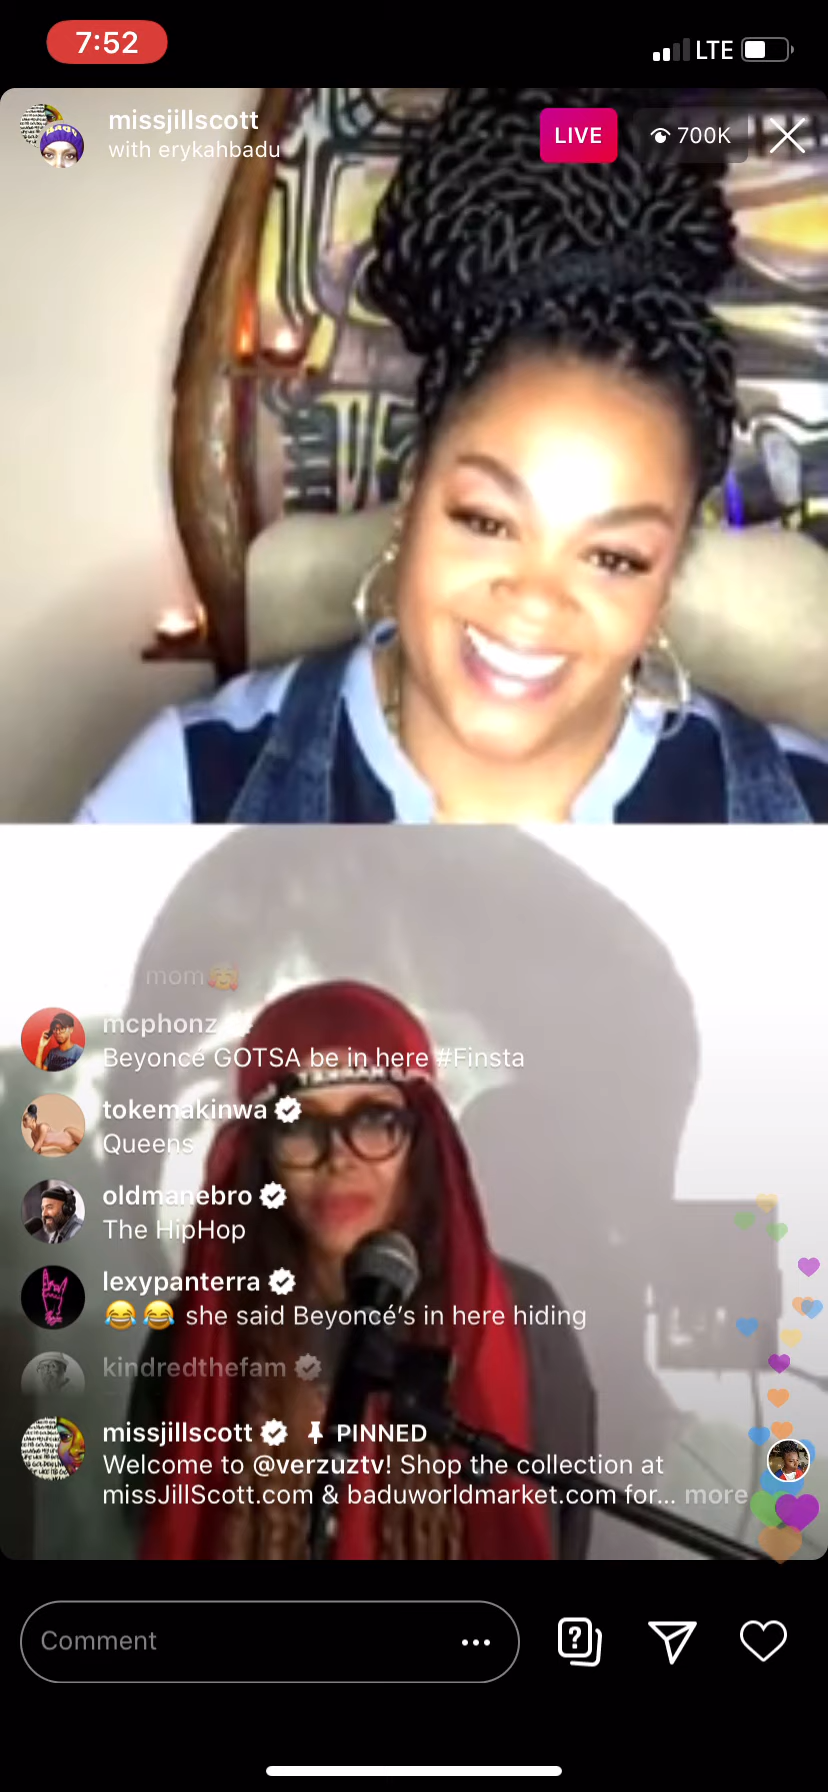 7:52
LTE
missjillscott
with erykahbadu
LIVE
700K
mom🥰
mcphonz
Beyoncé GOTSA be in here #Finsta
tokemakinwa
Queens
oldmanebro
The HipHop
lexypanterra
😂😂 she said Beyoncé’s in here hiding
kindredthefam
missjillscott PINNED
Welcome to @verzuztv! Shop the collection at
missJillScott.com & baduworldmarket.com for... more
Comment